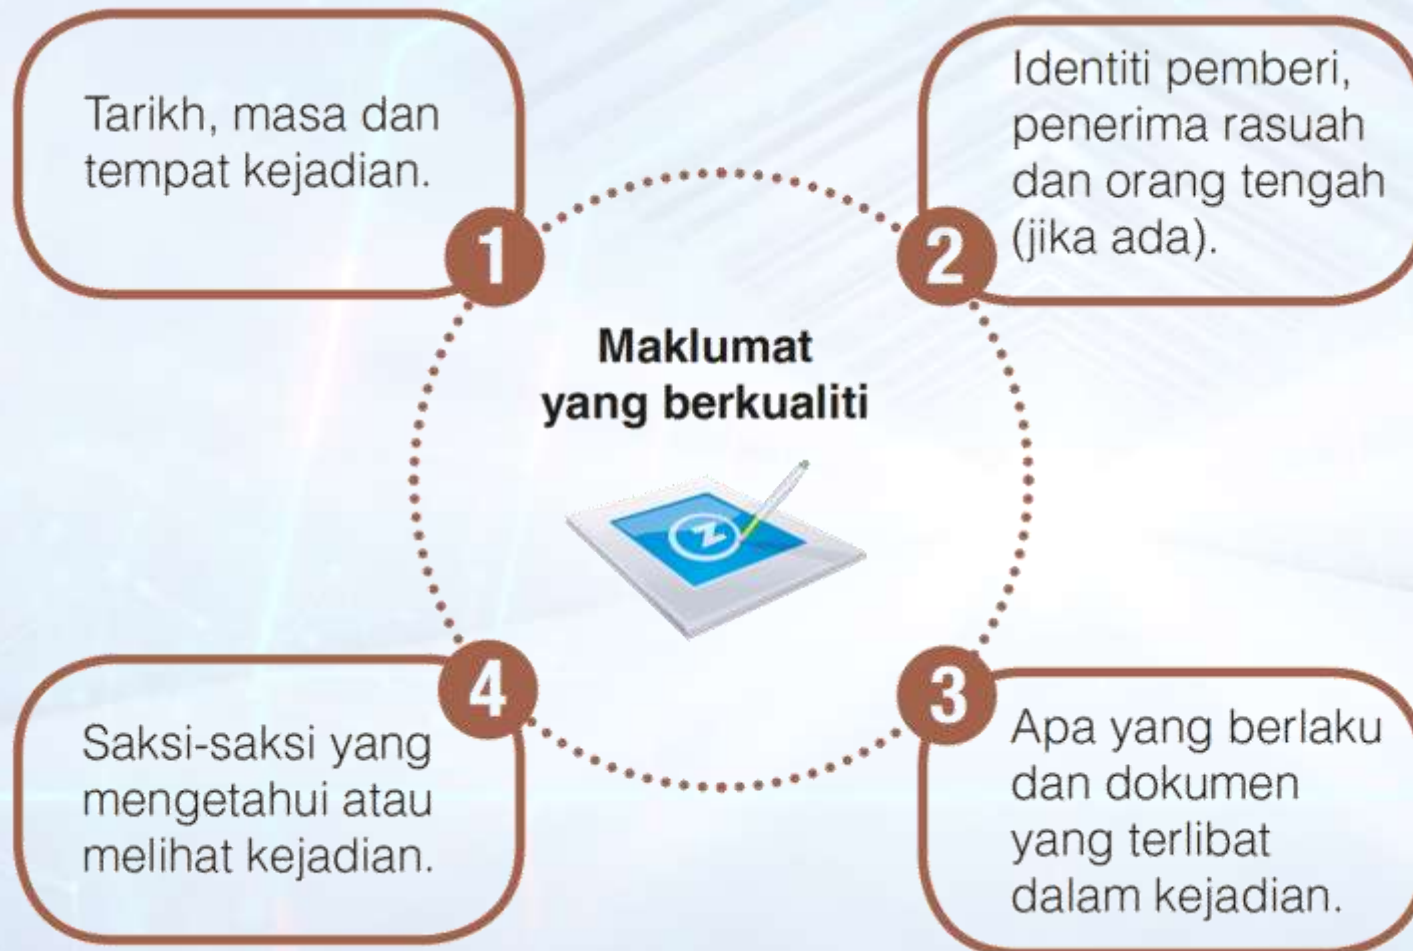 Tarikh, masa dan
tempat kejadian.
1
Identiti pemberi,
penerima rasuah
dan orang tengah
(jika ada).
2
Maklumat
yang berkualiti
Z
3
Apa yang berlaku
dan dokumen
yang terlibat
dalam kejadian.
4
Saksi-saksi yang
mengetahui atau
melihat kejadian.